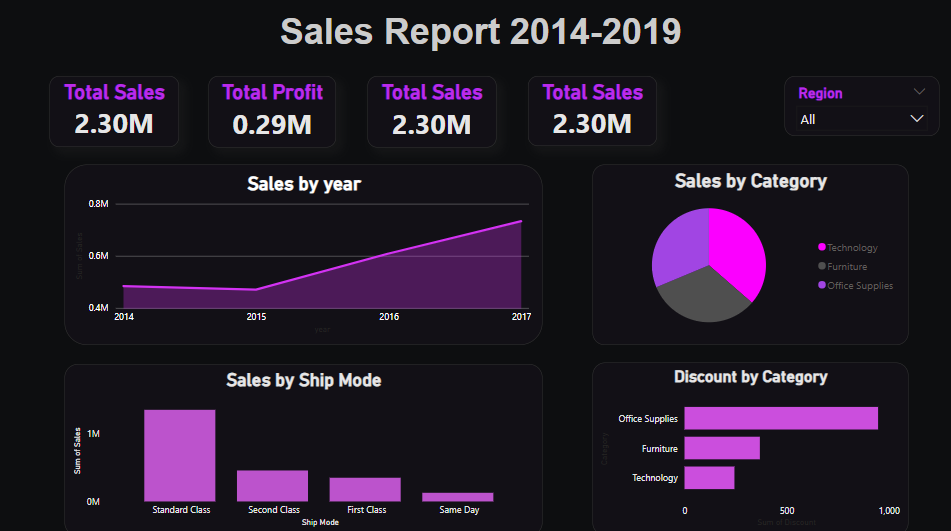 Sales Report 2014-2019
Total Sales
2.30M
Total Profit
0.29M
Total Sales
2.30M
Total Sales
2.30M
Region
All
Sales by year
0.8M
0.6M
0.4M
Sum of Sales
2014
2015
2016
2017
year
Sales by Category
Technology
Furniture
Office Supplies
Sales by Ship Mode
Sum of Sales
1M
0M
Standard Class
Second Class
First Class
Same Day
Ship Mode
Discount by Category
Category
Office Supplies
Furniture
Technology
0
500
1,000
Sum of Discount